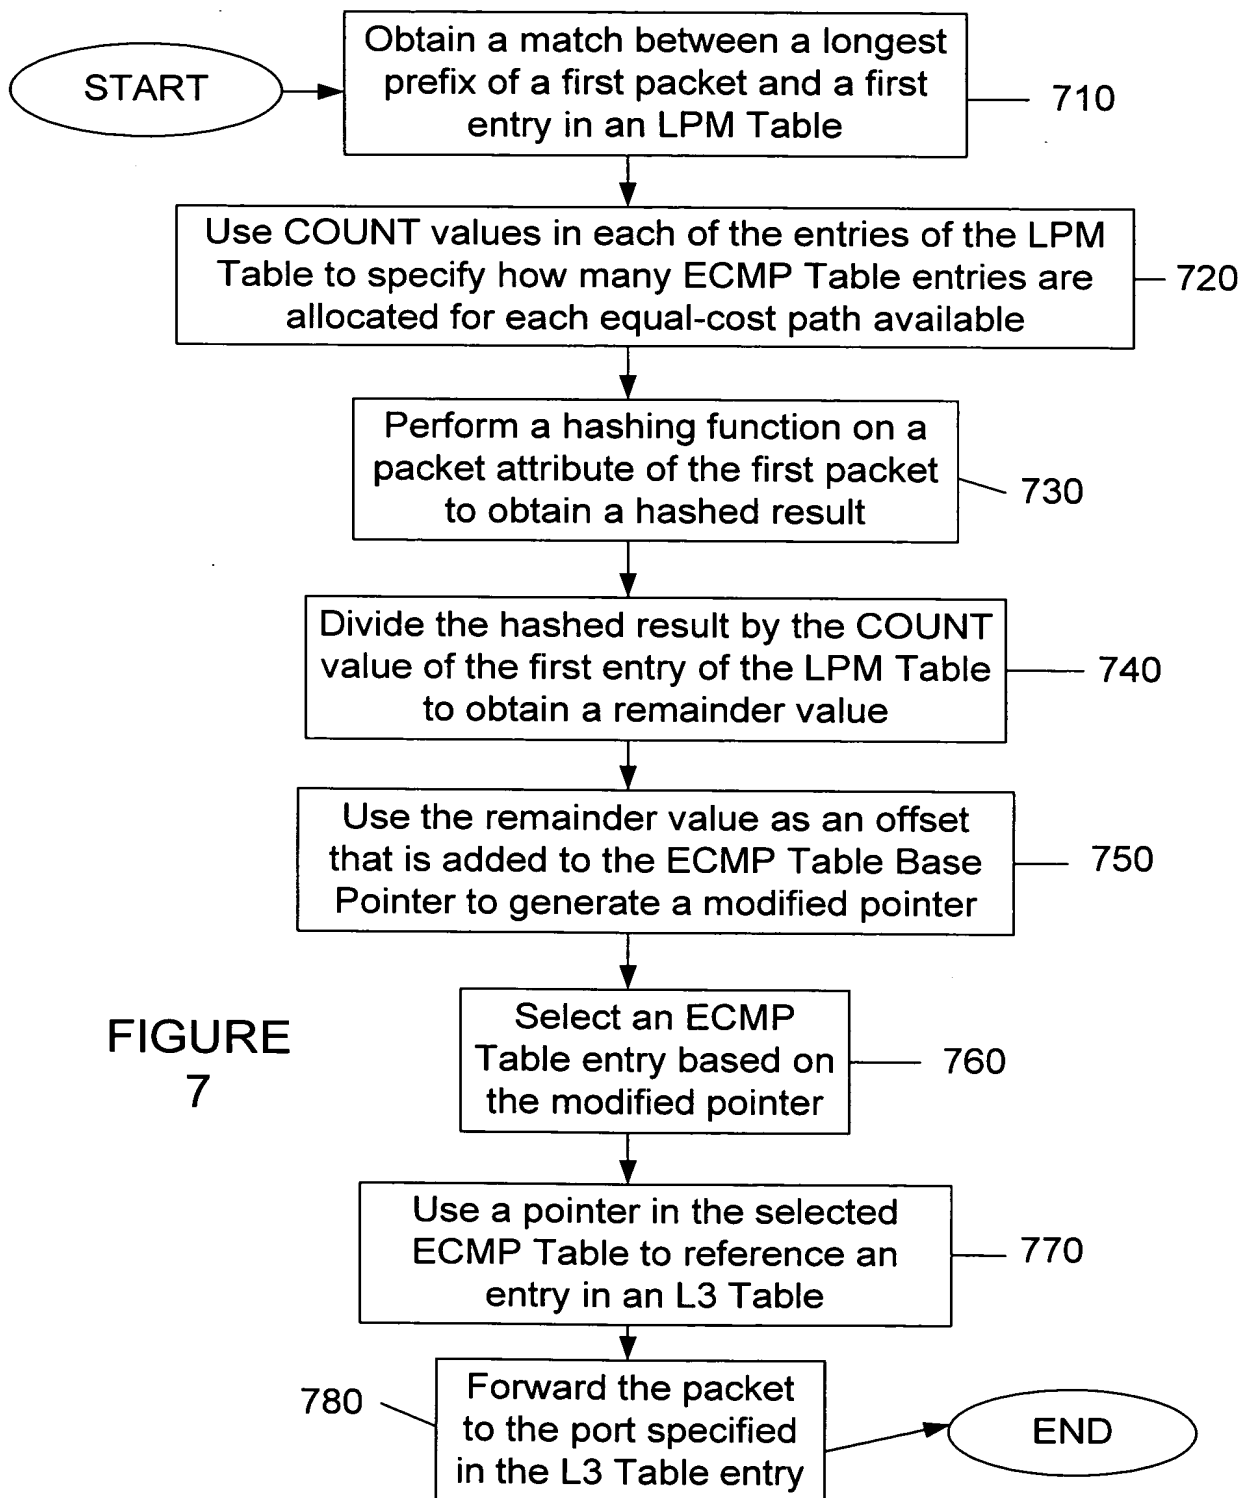 START
Obtain a match between a longest
prefix of a first packet and a first
entry in an LPM Table
710
Use COUNT values in each of the entries of the LPM
Table to specify how many ECMP Table entries are
allocated for each equal-cost path available
720
Perform a hashing function on a
packet attribute of the first packet
to obtain a hashed result
730
Divide the hashed result by the COUNT
value of the first entry of the LPM Table
to obtain a remainder value
740
Use the remainder value as an offset
that is added to the ECMP Table Base
Pointer to generate a modified pointer
750
Select an ECMP
Table entry based on
the modified pointer
760
FIGURE
7
Use a pointer in the selected
ECMP Table to reference an
entry in an L3 Table
770
780
Forward the packet
to the port specified
in the L3 Table entry
END